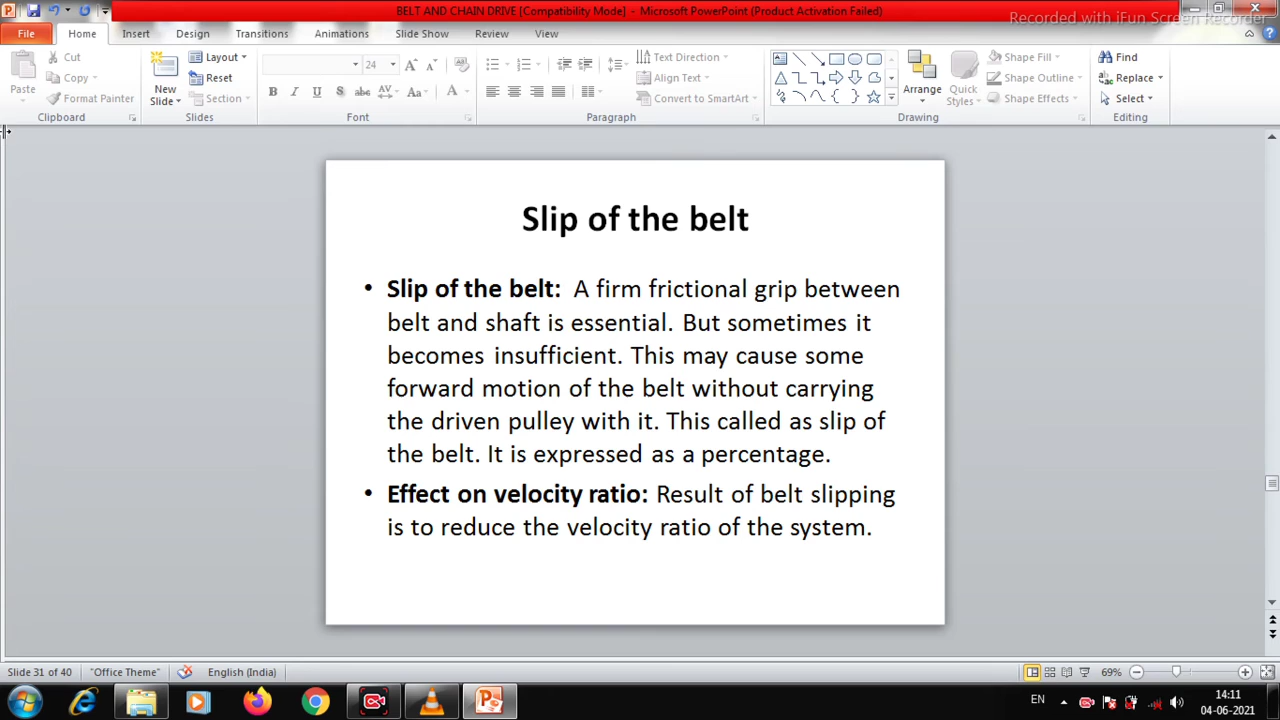 BELT AND CHAIN DRIVE [Compatibility Mode] - Microsoft PowerPoint (Product Activation Failed)
Recorded with iFun Screen Recorder
File Home Insert Design Transitions Animations Slide Show Review View
Cut Layout 24 Text Direction Shape Fill Find
Copy Reset Align Text Shape Outline Replace
Paste New Slide Arrange Quick Styles
Format Painter Section Convert to SmartArt Shape Effects Select
Clipboard Slides Font Paragraph Drawing Editing
Slip of the belt
• Slip of the belt: A firm frictional grip between
belt and shaft is essential. But sometimes it
becomes insufficient. This may cause some
forward motion of the belt without carrying
the driven pulley with it. This called as slip of
the belt. It is expressed as a percentage.
• Effect on velocity ratio: Result of belt slipping
is to reduce the velocity ratio of the system.
Slide 31 of 40 "Office Theme" English (India) 69%
EN 14:11
04-06-2021